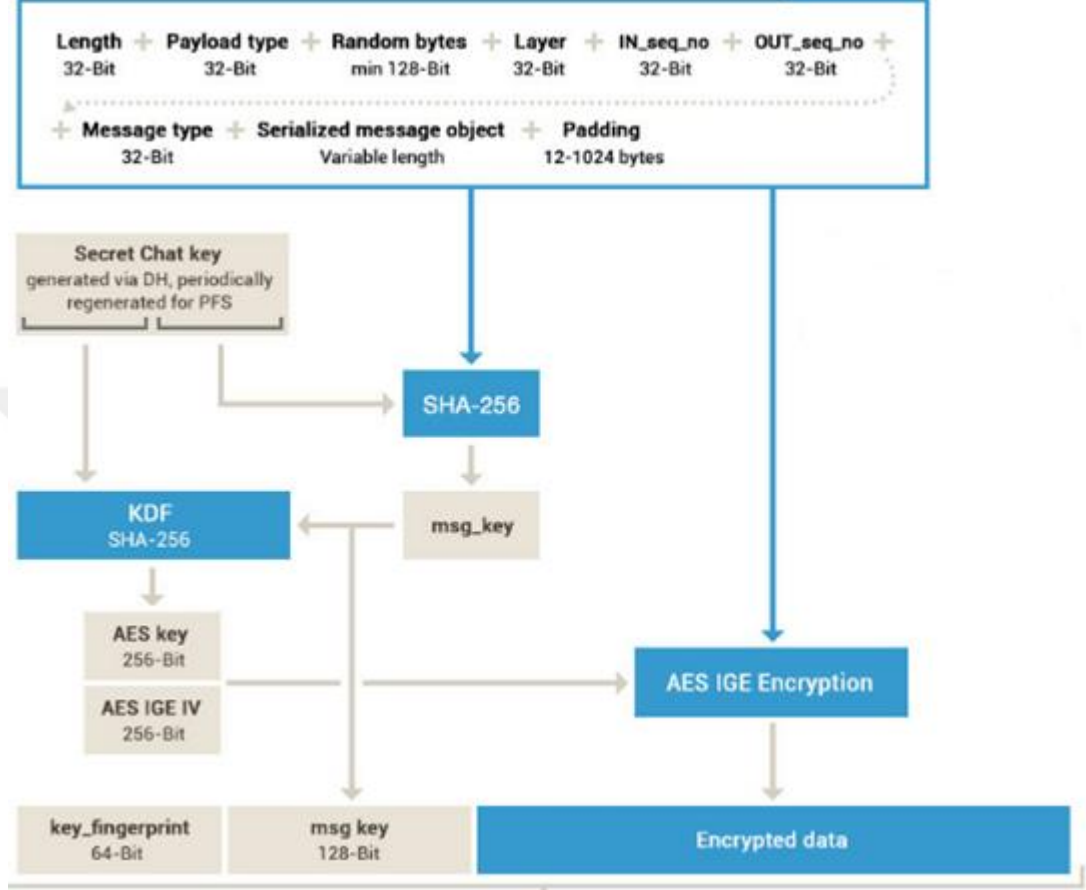 Length + Payload type + Random bytes + Layer + IN_seq_no + OUT_seq_no +
32-Bit 32-Bit min 128-Bit 32-Bit 32-Bit 32-Bit
+ Message type + Serialized message object + Padding
32-Bit Variable length 12-1024 bytes
Secret Chat key
generated via DH, periodically
regenerated for PFS
SHA-256
KDF
SHA-256
msg_key
AES key
256-Bit
AES IGE IV
256-Bit
AES IGE Encryption
key_fingerprint
64-Bit
msg key
128-Bit
Encrypted data